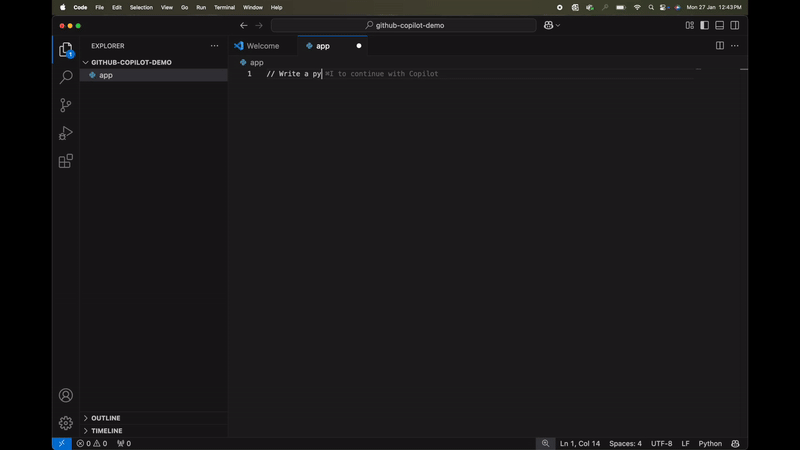 Code File Edit Selection View Go Run Terminal Window Help Mon 27 Jan 12:43PM
github-copilot-demo
EXPLORER
Welcome
app
GITHUB-COPILOT-DEMO
app
app
1 // Write a py ⌘I to continue with Copilot
1
OUTLINE
TIMELINE
0 0 0 Ln 1, Col 14 Spaces: 4 UTF-8 LF Python